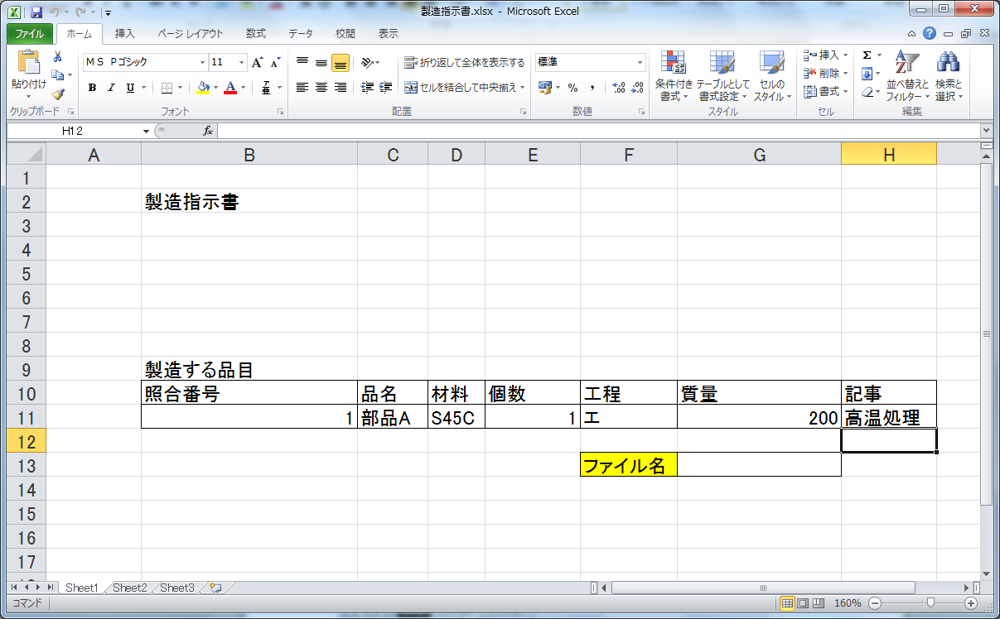 製造指示書.xlsx - Microsoft Excel
ファイル ホーム 挿入 ページ レイアウト 数式 データ 校閲 表示
ＭＳ Ｐゴシック 11 折り返して全体を表示する 標準
貼り付け B I U 亜 セルを結合して中央揃え % , .0 .00 .00 .0
条件付き書式 テーブルとして書式設定 セルのスタイル
挿入 削除 書式
Σ 並べ替えとフィルター 検索と選択
クリップボード フォント 配置 数値 スタイル セル 編集
H12 fx
A B C D E F G H
1
2 製造指示書
3
4
5
6
7
8
9 製造する品目
10 照合番号 品名 材料 個数 工程 質量 記事
11 1 部品A S45C 1 エ 200 高温処理
12
13 ファイル名
14
15
16
17
Sheet1 Sheet2 Sheet3
コマンド 160%